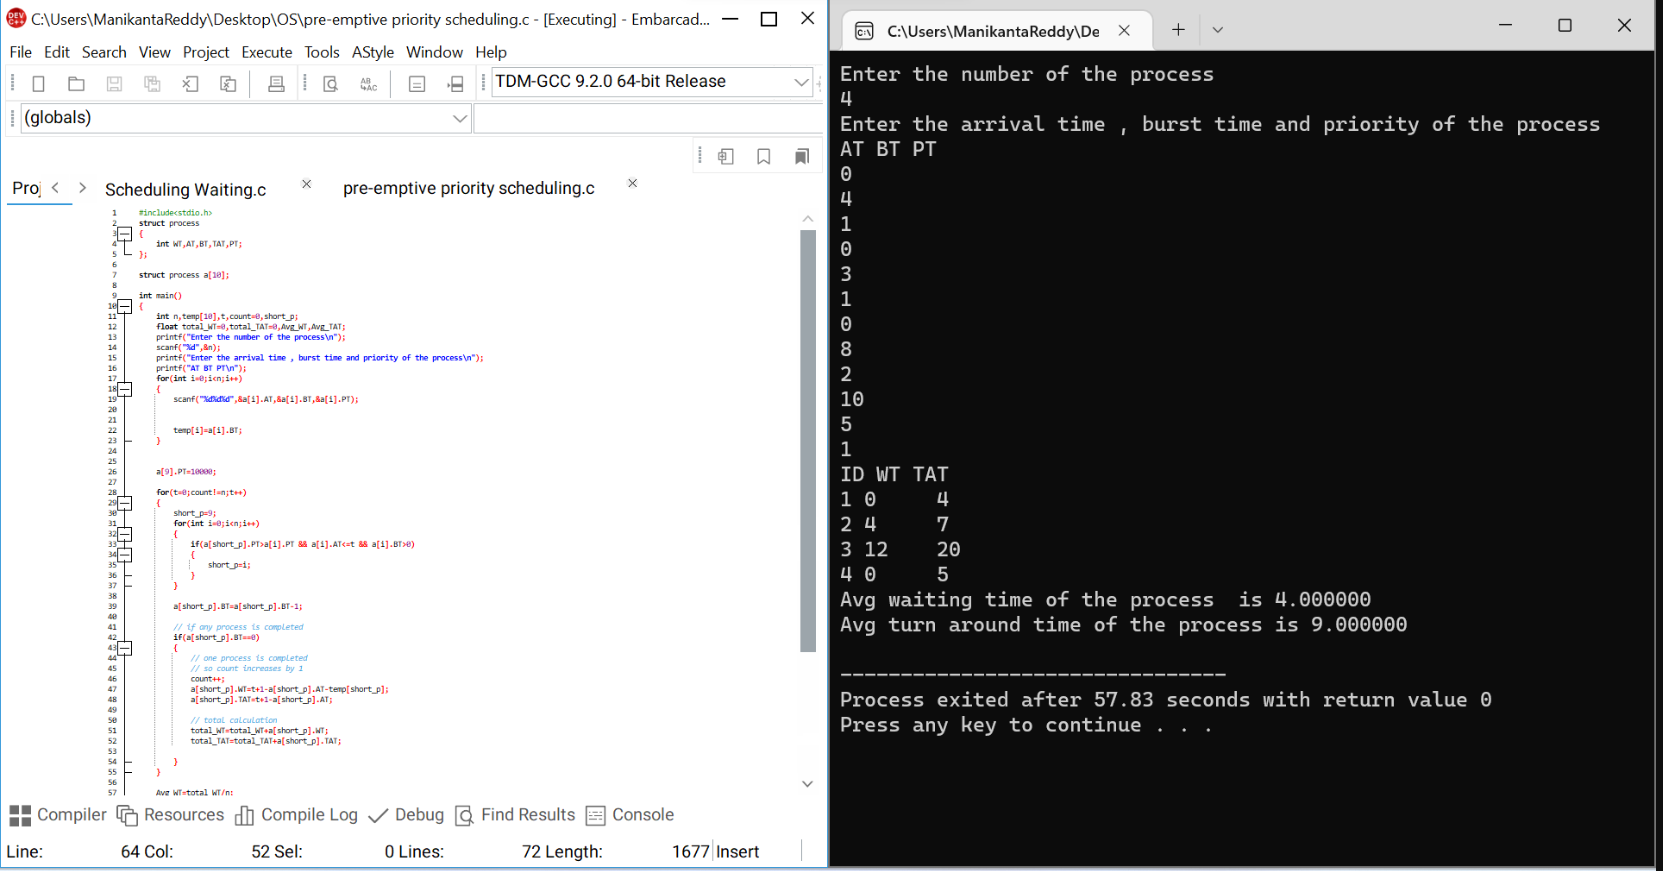 C:\Users\ManikantaReddy\Desktop\OS\pre-emptive priority scheduling.c - [Executing] - Embarcad...
File Edit Search View Project Execute Tools AStyle Window Help
TDM-GCC 9.2.0 64-bit Release
(globals)
Proj Scheduling Waiting.c pre-emptive priority scheduling.c
1 #include<stdio.h>
2 struct process
3 {
4 int WT,AT,BT,TAT,PT;
5 };
6
7 struct process a[10];
8
9 int main()
10 {
11 int n,temp[10],t,count=0,short_p;
12 float total_WT=0,total_TAT=0,Avg_WT,Avg_TAT;
13 printf("Enter the number of the process\n");
14 scanf("%d",&n);
15 printf("Enter the arrival time , burst time and priority of the process\n");
16 printf("AT BT PT\n");
17 for(int i=0;i<n;i++)
18 {
19 scanf("%d%d%d",&a[i].AT,&a[i].BT,&a[i].PT);
20
21
22 temp[i]=a[i].BT;
23 }
24
25
26 a[9].PT=10000;
27
28 for(t=0;count!=n;t++)
29 {
30 short_p=9;
31 for(int i=0;i<n;i++)
32 {
33 if(a[short_p].PT>a[i].PT && a[i].AT<=t && a[i].BT>0)
34 {
35 short_p=i;
36 }
37 }
38
39 a[short_p].BT=a[short_p].BT-1;
40
41 // if any process is completed
42 if(a[short_p].BT==0)
43 {
44 // one process is completed
45 // so count increases by 1
46 count++;
47 a[short_p].WT=t+1-a[short_p].AT-temp[short_p];
48 a[short_p].TAT=t+1-a[short_p].AT;
49
50 // total calculation
51 total_WT=total_WT+a[short_p].WT;
52 total_TAT=total_TAT+a[short_p].TAT;
53
54 }
55 }
56
57 Avg_WT=total_WT/n;
Compiler Resources Compile Log Debug Find Results Console
Line: 64 Col: 52 Sel: 0 Lines: 72 Length: 1677 Insert
C:\Users\ManikantaReddy\De
Enter the number of the process
4
Enter the arrival time , burst time and priority of the process
AT BT PT
0
4
1
0
3
1
0
8
2
10
5
1
ID WT TAT
1 0 4
2 4 7
3 12 20
4 0 5
Avg waiting time of the process  is 4.000000
Avg turn around time of the process is 9.000000
--------------------------------
Process exited after 57.83 seconds with return value 0
Press any key to continue . . .